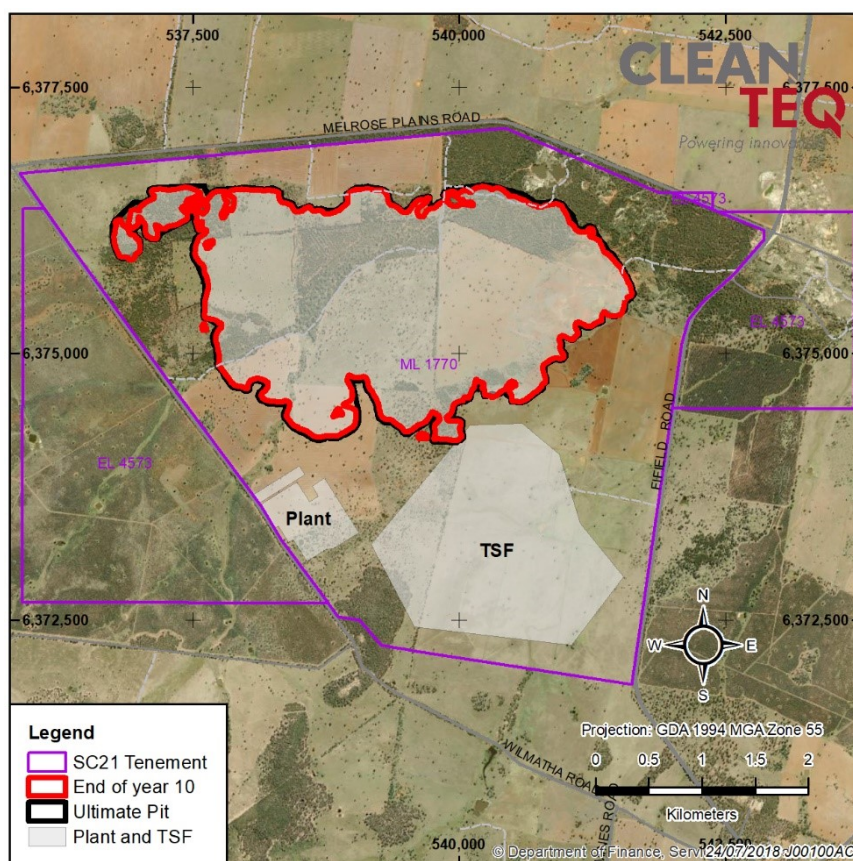 537,500
540,000
542,500
6,377,500
6,377,500
CLEAN
TEQ
Powering innova
MELROSE PLAINS ROAD
4573
6,375,000
6,375,000
ML 1770
EL 4573
EL 4573
FIFIELD ROAD
Plant
TSF
6,372,500
6,372,500
N
W
E
S
Legend
SC21 Tenement
End of year 10
Ultimate Pit
Plant and TSF
Projection: GDA 1994 MGA Zone 55
0 0.5 1 1.5 2
Kilometers
WILMATHA ROAD
ROAD
540,000
© Department of Finance, Servi
24/07/2018
J00100AC